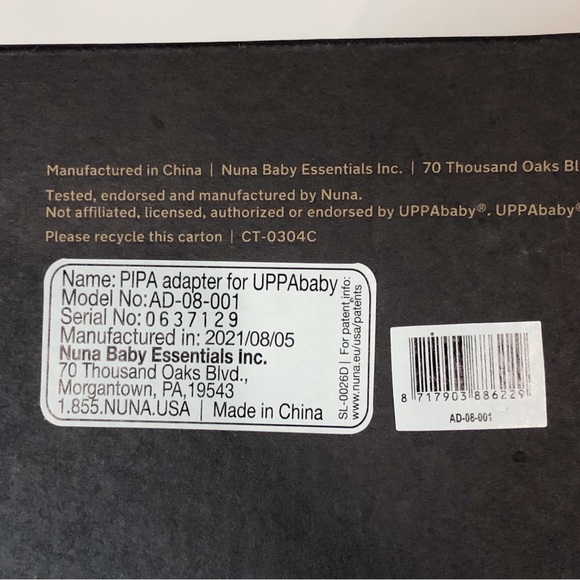 Manufactured in China | Nuna Baby Essentials Inc. | 70 Thousand Oaks Bl
Tested, endorsed and manufactured by Nuna.
Not affiliated, licensed, authorized or endorsed by UPPAbaby®. UPPAbaby®
Please recycle this carton | CT-0304C
Name: PIPA adapter for UPPAbaby
Model No:AD-08-001
Serial No: 0637129
Manufactured in: 2021/08/05
Nuna Baby Essentials Inc.
70 Thousand Oaks Blvd.,
Morgantown, PA,19543
1.855.NUNA.USA | Made in China
SL-0026D | For patent info:
www.nuna.eu/usa/patents
8 717903 886229
AD-08-001